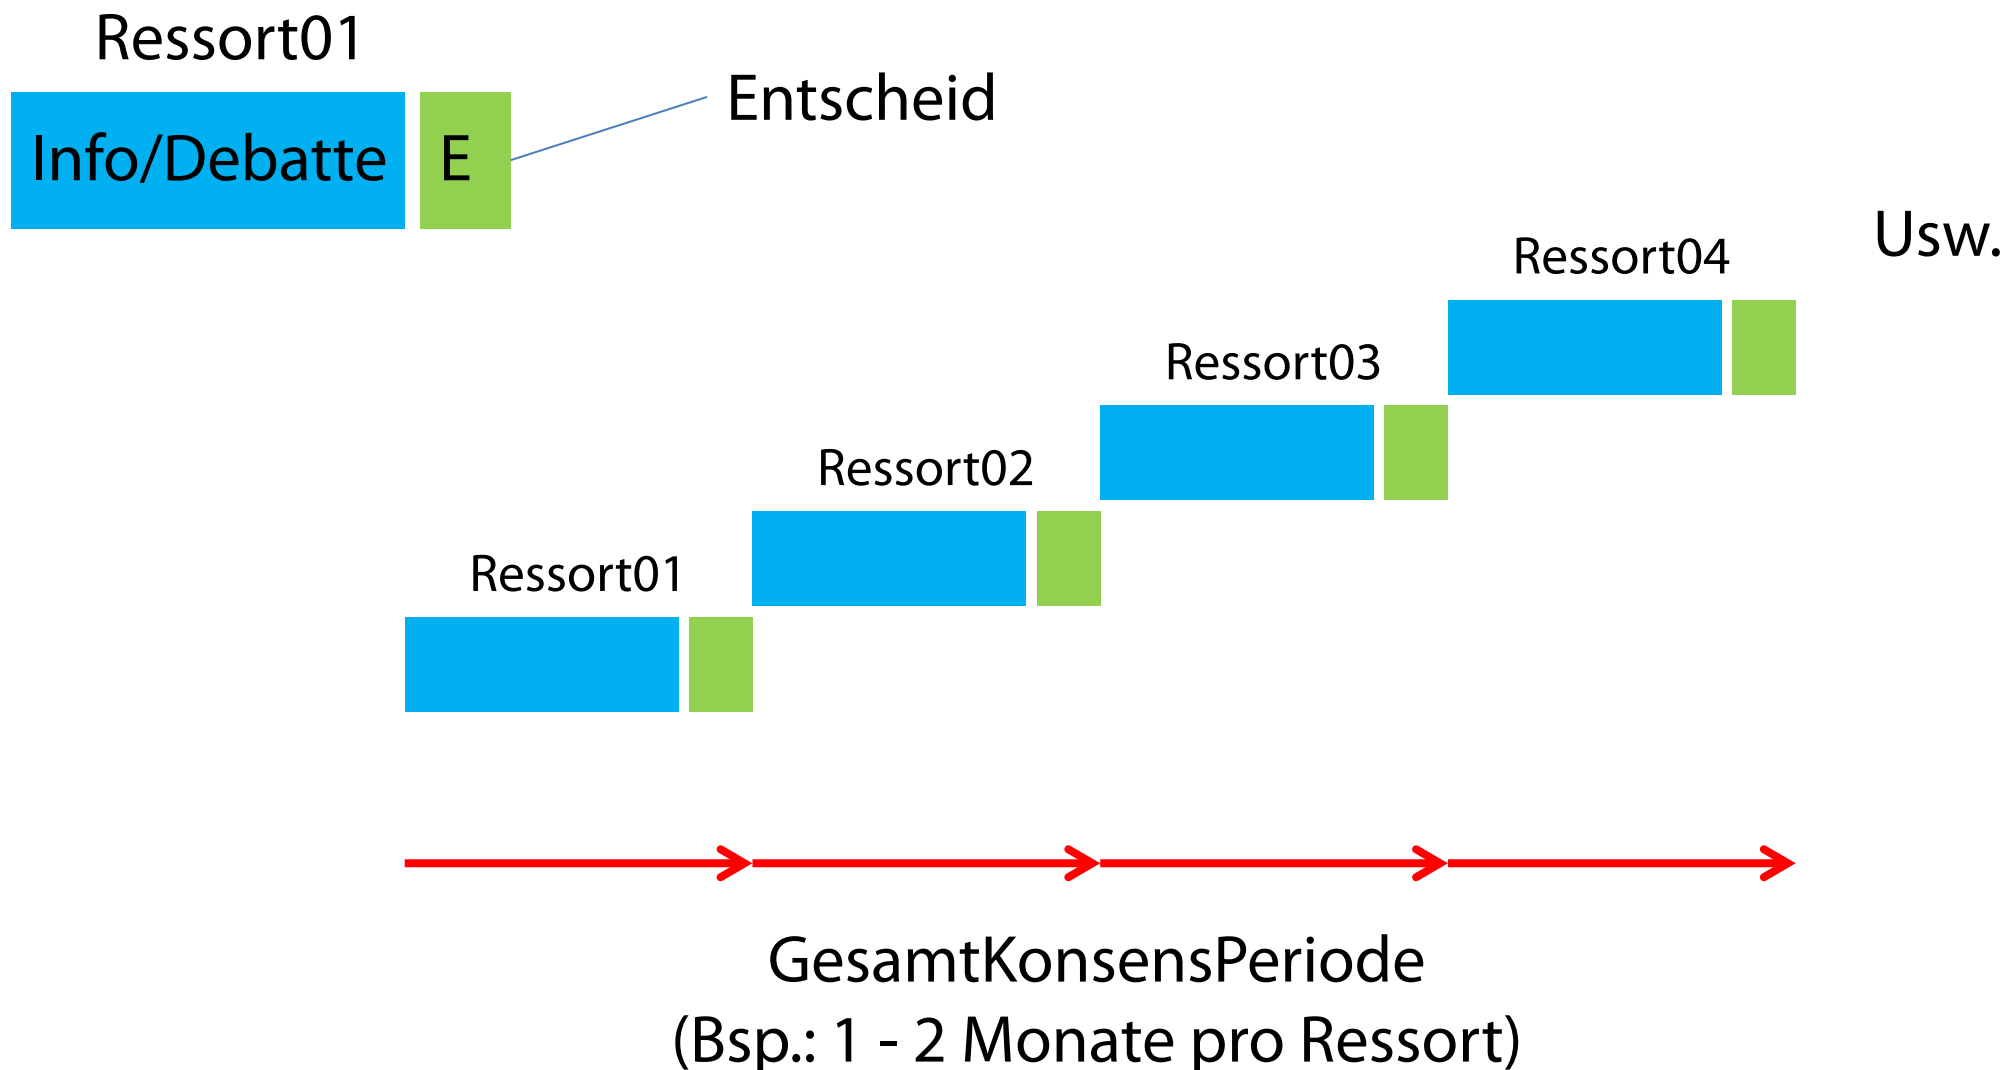 Ressort01
Info/Debatte
E
Entscheid
Usw.
Ressort04
Ressort03
Ressort02
Ressort01
GesamtKonsensPeriode
(Bsp.: 1 - 2 Monate pro Ressort)